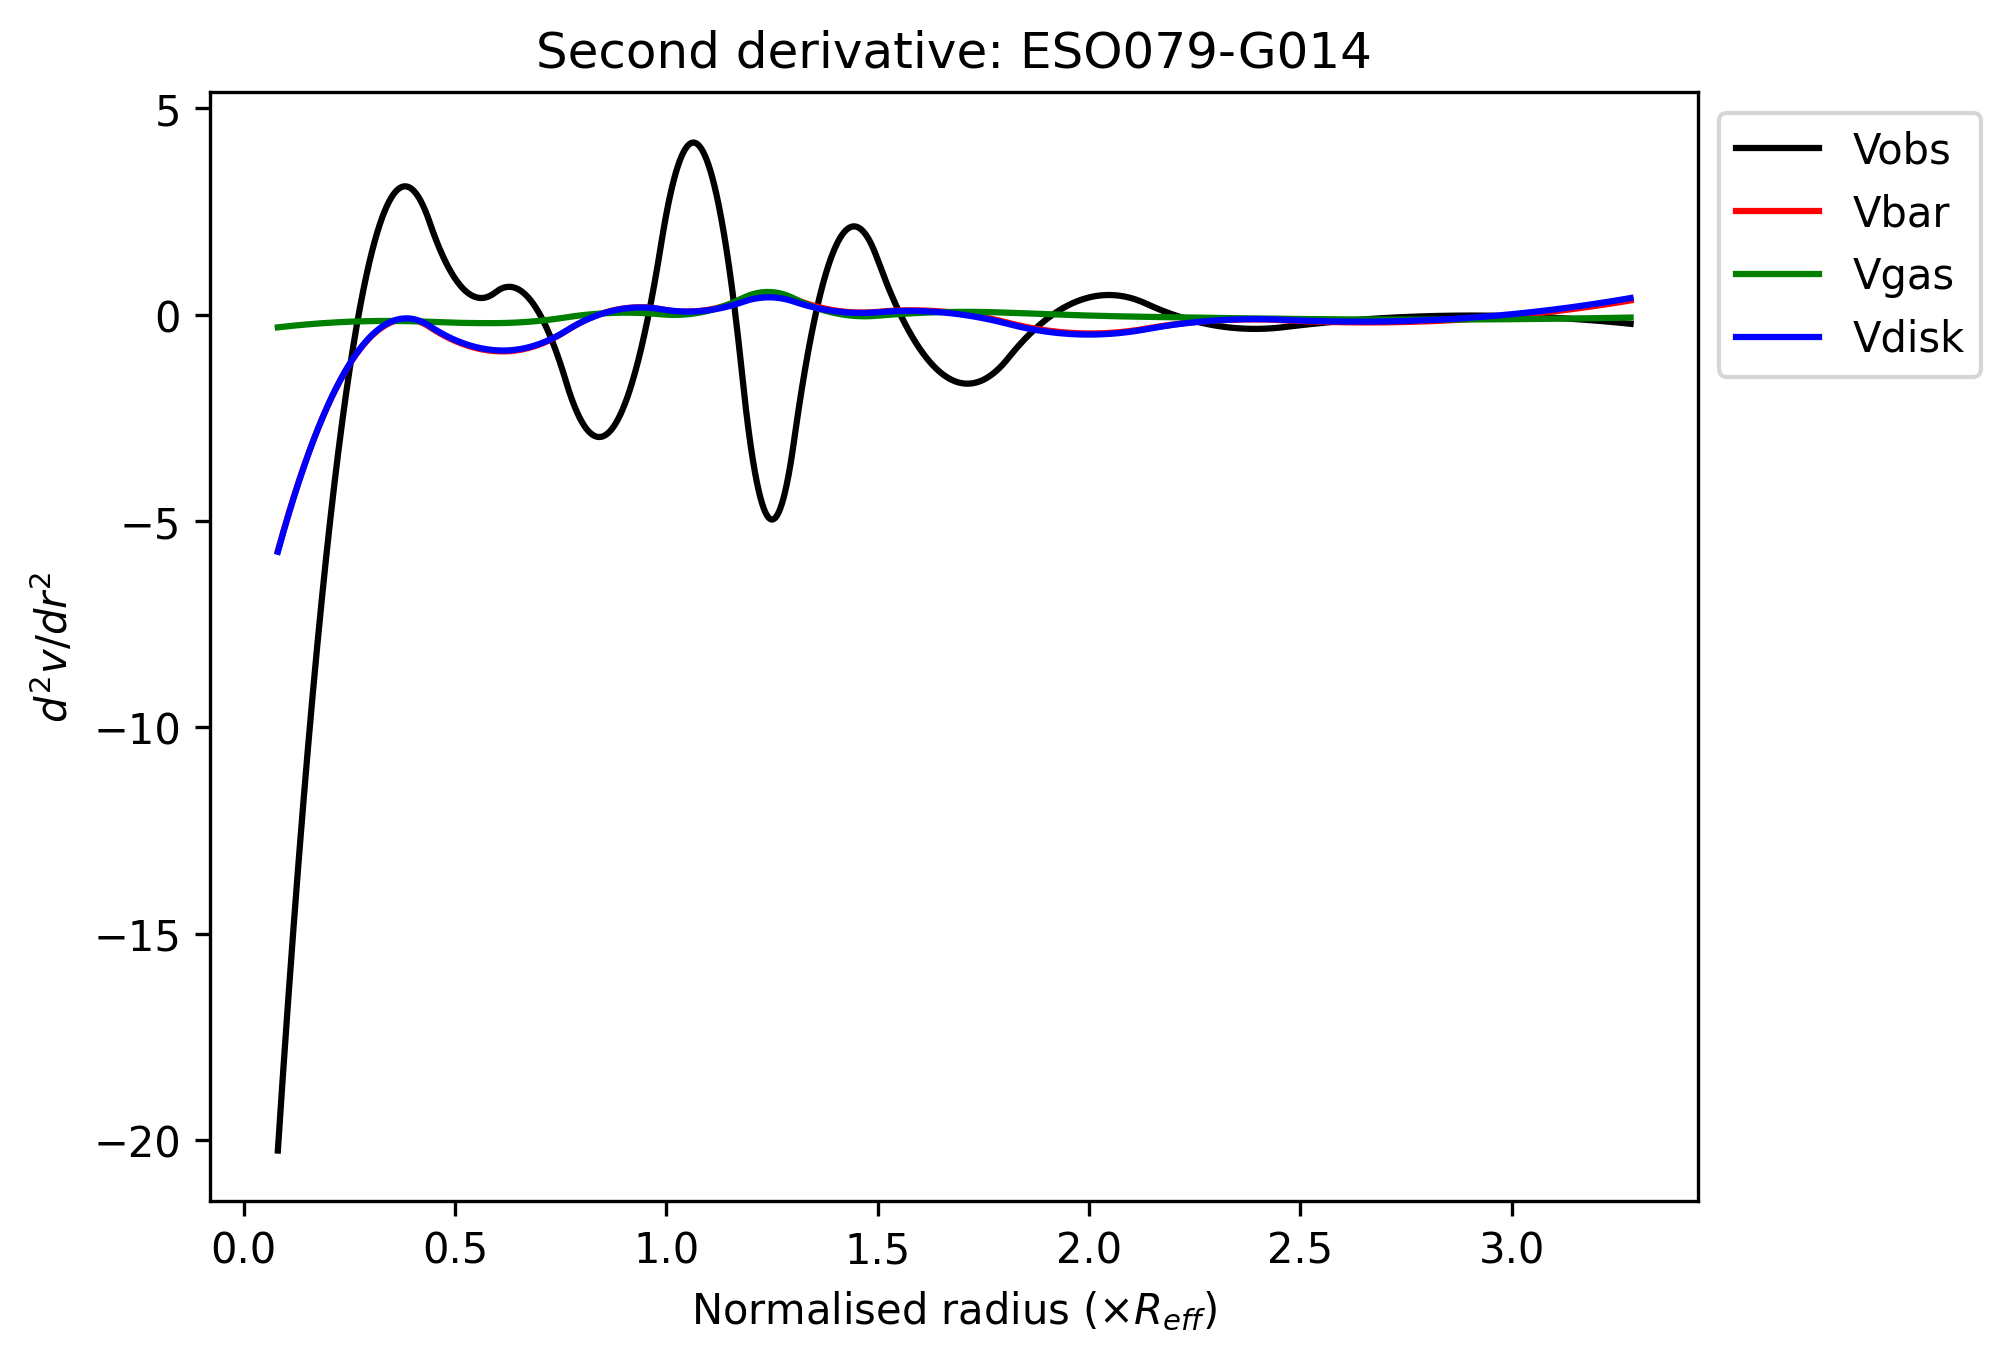 Second derivative: ESO079-G014
5
0
−5
−10
−15
−20
d²v/dr²
0.0 0.5 1.0 1.5 2.0 2.5 3.0
Normalised radius (×R_eff)
Vobs
Vbar
Vgas
Vdisk